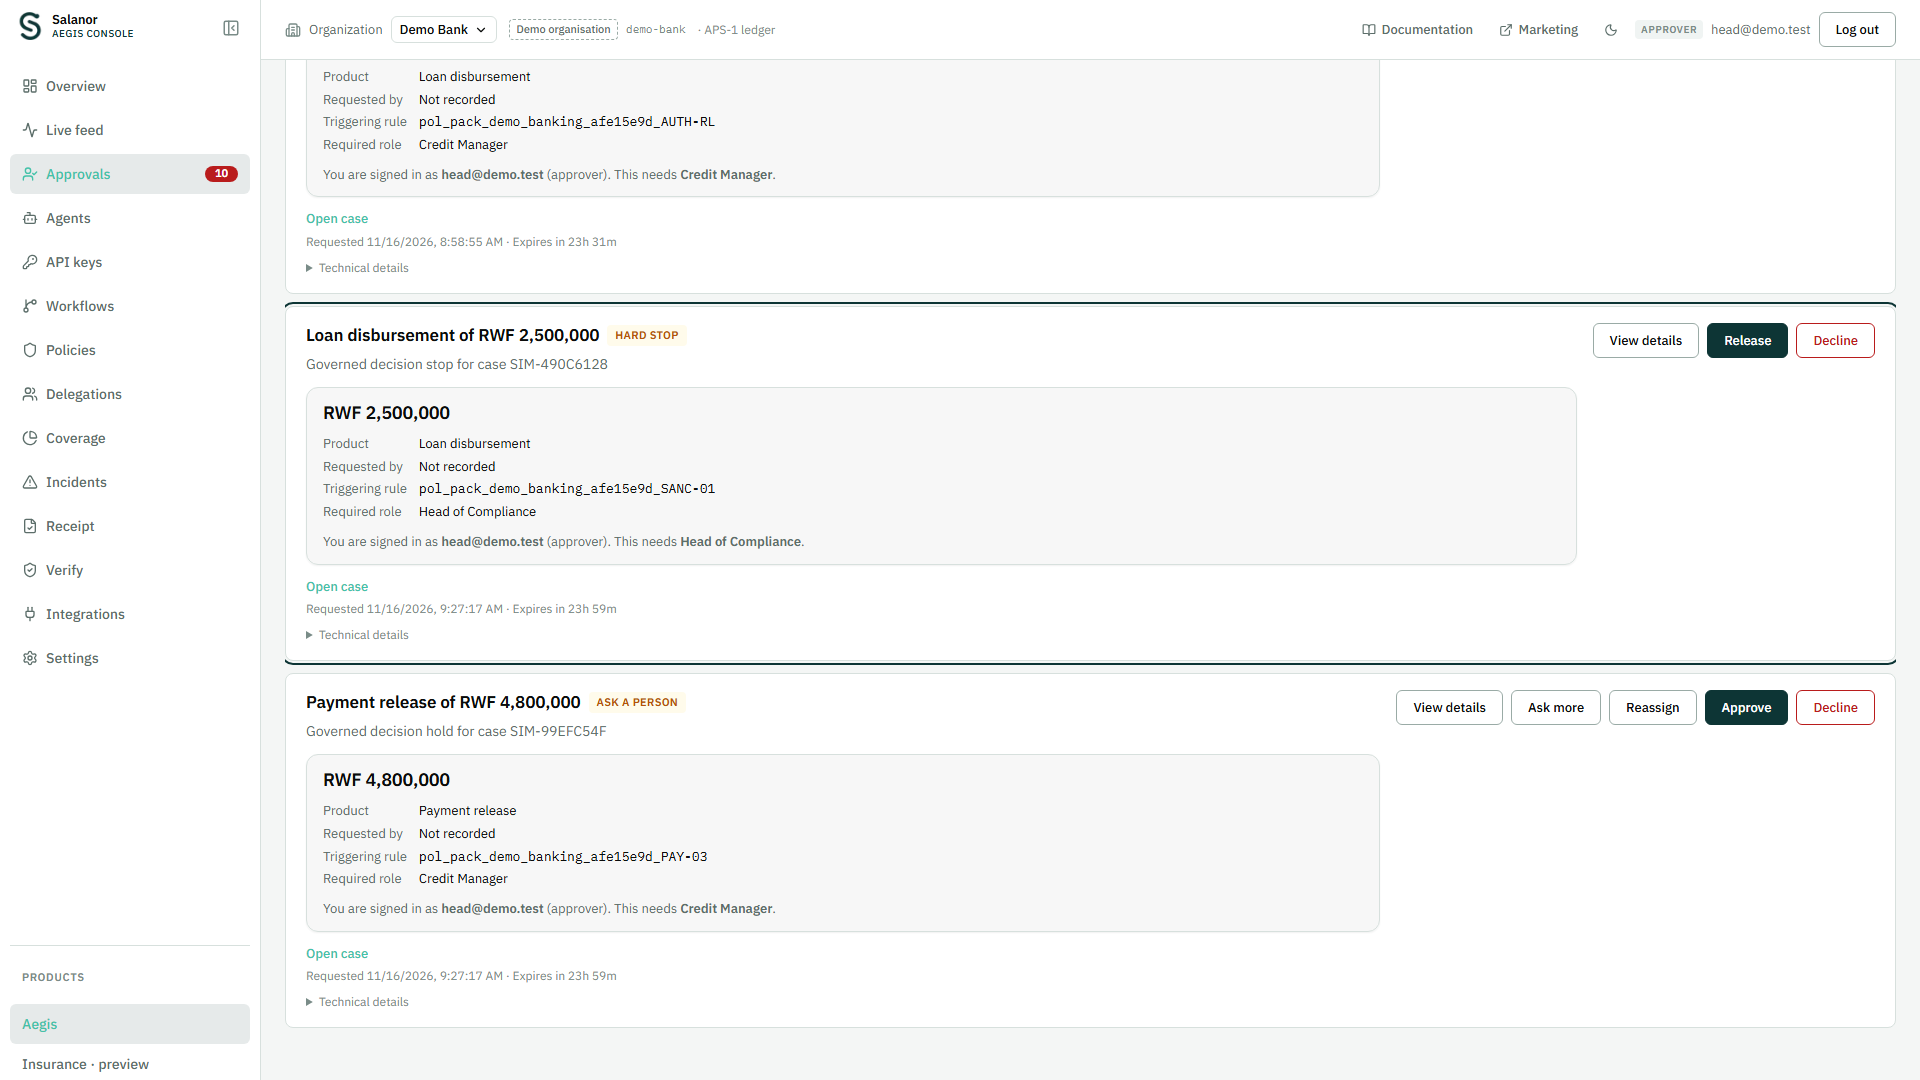 Salanor
AEGIS CONSOLE
Organization
Demo Bank
Demo organisation
demo-bank
· APS-1 ledger
Documentation
Marketing
APPROVER
head@demo.test
Log out
Overview
Live feed
Approvals
10
Agents
API keys
Workflows
Policies
Delegations
Coverage
Incidents
Receipt
Verify
Integrations
Settings
PRODUCTS
Aegis
Insurance · preview
Product Loan disbursement
Requested by Not recorded
Triggering rule pol_pack_demo_banking_afe15e9d_AUTH-RL
Required role Credit Manager
You are signed in as head@demo.test (approver). This needs Credit Manager.
Open case
Requested 11/16/2026, 8:58:55 AM · Expires in 23h 31m
Technical details
Loan disbursement of RWF 2,500,000 HARD STOP
View details
Release
Decline
Governed decision stop for case SIM-490C6128
RWF 2,500,000
Product Loan disbursement
Requested by Not recorded
Triggering rule pol_pack_demo_banking_afe15e9d_SANC-01
Required role Head of Compliance
You are signed in as head@demo.test (approver). This needs Head of Compliance.
Open case
Requested 11/16/2026, 9:27:17 AM · Expires in 23h 59m
Technical details
Payment release of RWF 4,800,000 ASK A PERSON
View details
Ask more
Reassign
Approve
Decline
Governed decision hold for case SIM-99EFC54F
RWF 4,800,000
Product Payment release
Requested by Not recorded
Triggering rule pol_pack_demo_banking_afe15e9d_PAY-03
Required role Credit Manager
You are signed in as head@demo.test (approver). This needs Credit Manager.
Open case
Requested 11/16/2026, 9:27:17 AM · Expires in 23h 59m
Technical details